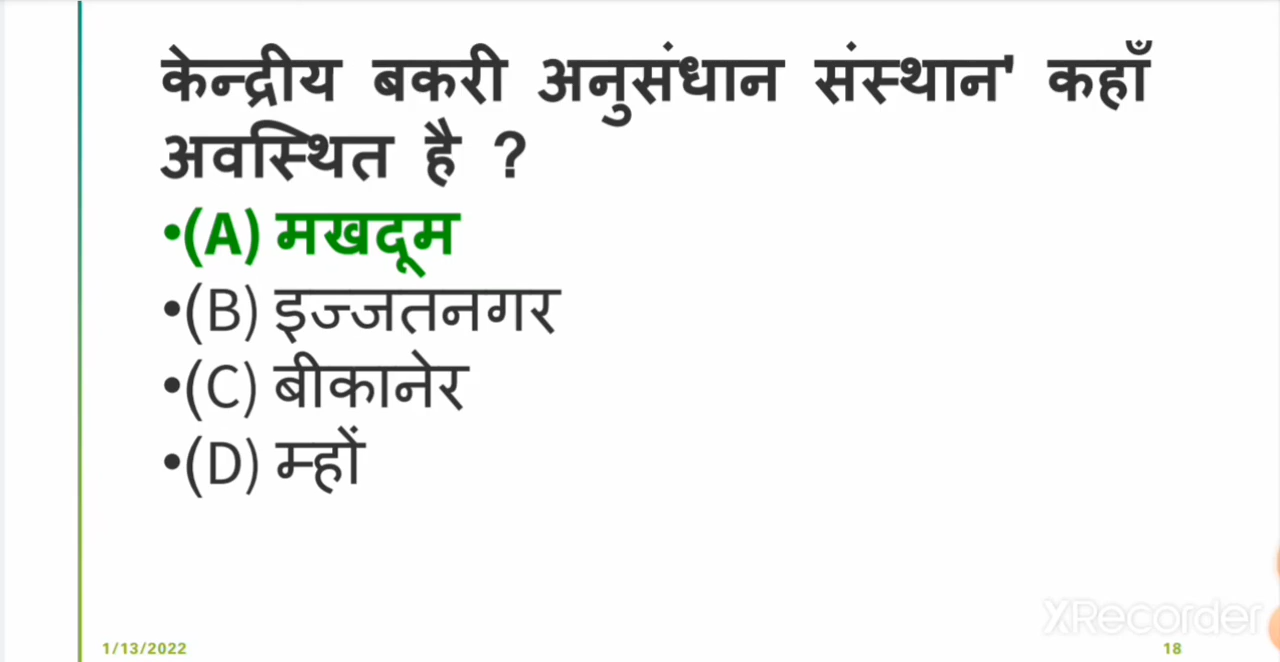 केन्द्रीय बकरी अनुसंधान संस्थान' कहाँ
अवस्थित है ?
•(A) मखदूम
•(B) इज्जतनगर
•(C) बीकानेर
•(D) म्हों
XRecorder
1/13/2022
18